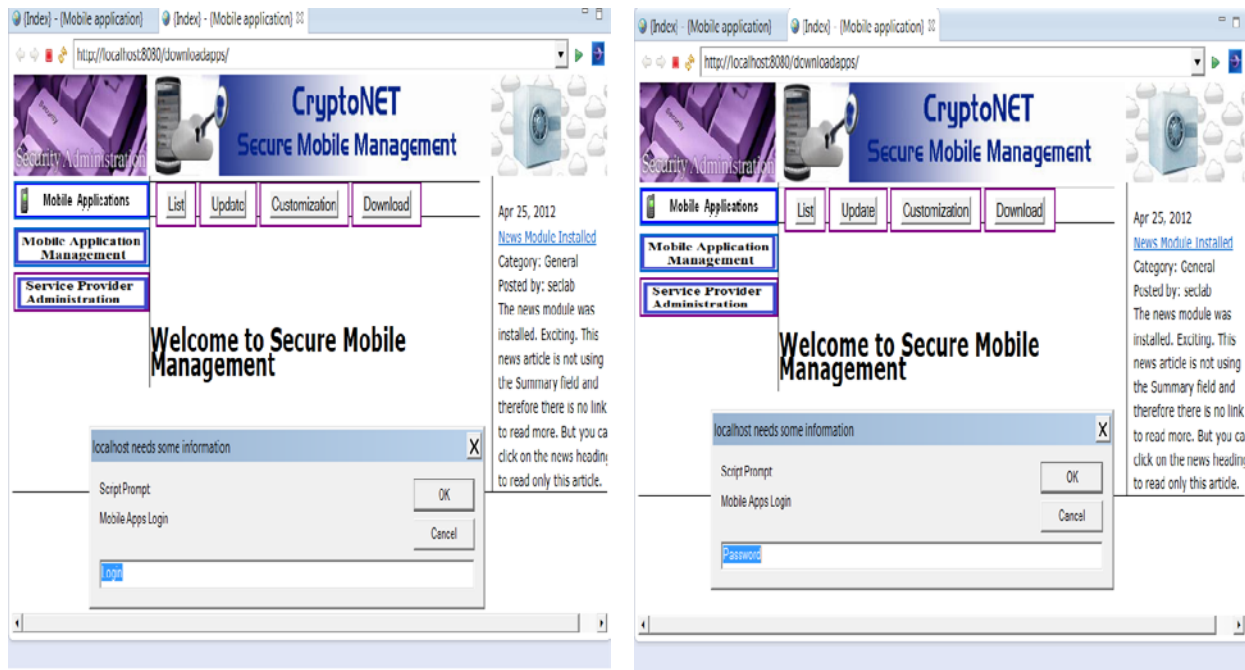 {Index} - {Mobile application}
{Index} - {Mobile application}
http://localhost:8080/downloadapps/
Security
Security Administration
CryptoNET
Secure Mobile Management
Mobile Applications
List
Update
Customization
Download
Mobile Application
Management
Service Provider
Administration
Welcome to Secure Mobile
Management
Apr 25, 2012
News Module Installed
Category: General
Posted by: seclab
The news module was
installed. Exciting. This
news article is not using
the Summary field and
therefore there is no link
to read more. But you ca
click on the news heading
to read only this article.
localhost needs some information
X
Script Prompt:
OK
Mobile Apps Login
Cancel
Login
{Index} - {Mobile application}
{Index} - {Mobile application}
http://localhost:8080/downloadapps/
Security
Security Administration
CryptoNET
Secure Mobile Management
Mobile Applications
List
Update
Customization
Download
Mobile Application
Management
Service Provider
Administration
Welcome to Secure Mobile
Management
Apr 25, 2012
News Module Installed
Category: General
Posted by: seclab
The news module was
installed. Exciting. This
news article is not using
the Summary field and
therefore there is no link
to read more. But you ca
click on the news heading
to read only this article.
localhost needs some information
X
Script Prompt:
OK
Mobile Apps Login
Cancel
Password